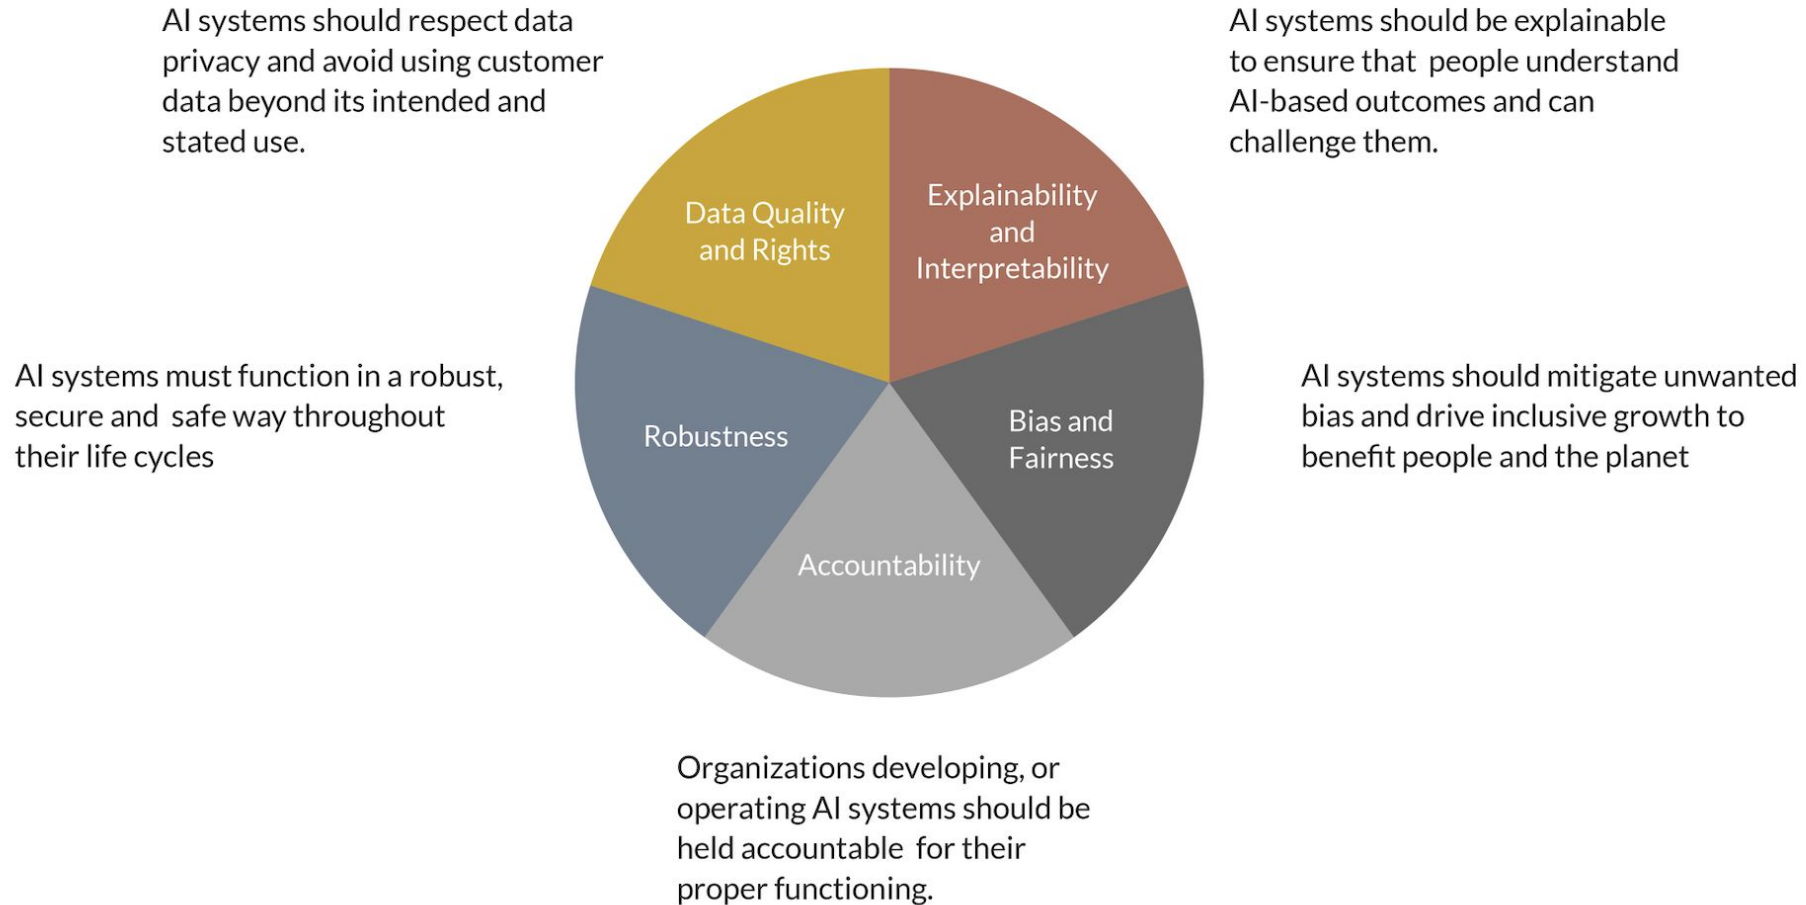 AI systems should respect data
privacy and avoid using customer
data beyond its intended and
stated use.
AI systems should be explainable
to ensure that people understand
AI-based outcomes and can
challenge them.
Data Quality
and Rights
Explainability
and
Interpretability
AI systems must function in a robust,
secure and safe way throughout
their life cycles
Robustness
Bias and
Fairness
AI systems should mitigate unwanted
bias and drive inclusive growth to
benefit people and the planet
Accountability
Organizations developing, or
operating AI systems should be
held accountable for their
proper functioning.